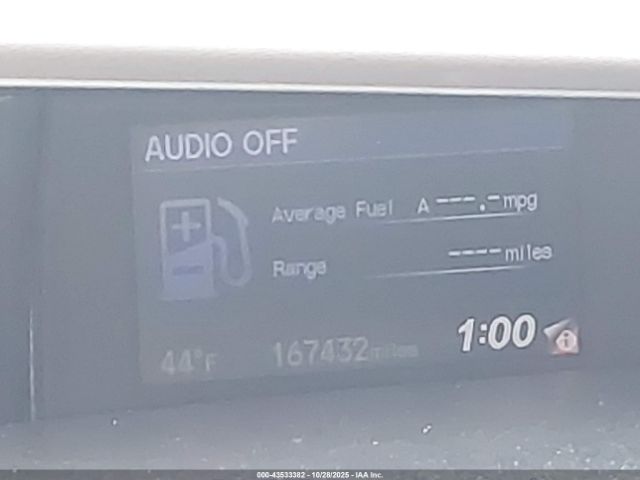 AUDIO OFF
Average Fuel A ---.- mpg
Range ---- miles
44°F 167432 miles 1:00
000-43533382 - 10/28/2025 - IAA Inc.